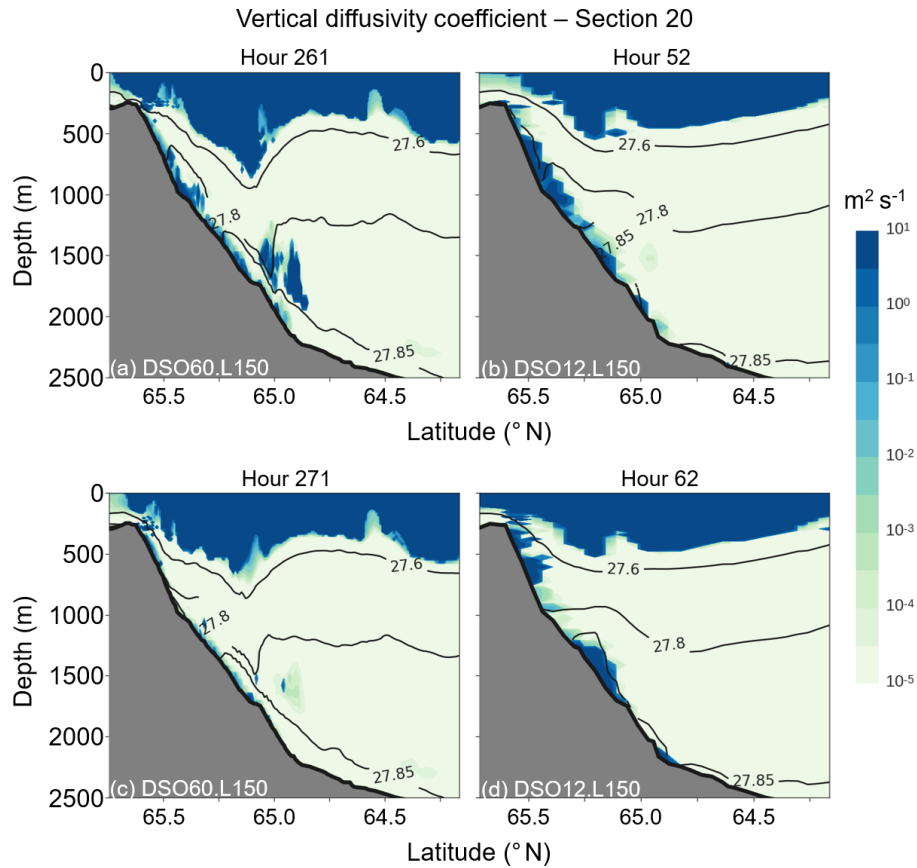 Vertical diffusivity coefficient – Section 20
Hour 261
Hour 52
0
500
1000
1500
2000
2500
Depth (m)
27.6
27.8
27.85
(a) DSO60.L150
27.6
27.8
27.85
27.85
(b) DSO12.L150
65.5
65.0
64.5
65.5
65.0
64.5
Latitude (° N)
m² s⁻¹
10¹
10⁰
10⁻¹
10⁻²
10⁻³
10⁻⁴
10⁻⁵
Hour 271
Hour 62
0
500
1000
1500
2000
2500
Depth (m)
27.6
27.8
27.85
(c) DSO60.L150
27.6
27.8
27.85
(d) DSO12.L150
65.5
65.0
64.5
65.5
65.0
64.5
Latitude (° N)
Latitude (° N)
Latitude (° N)